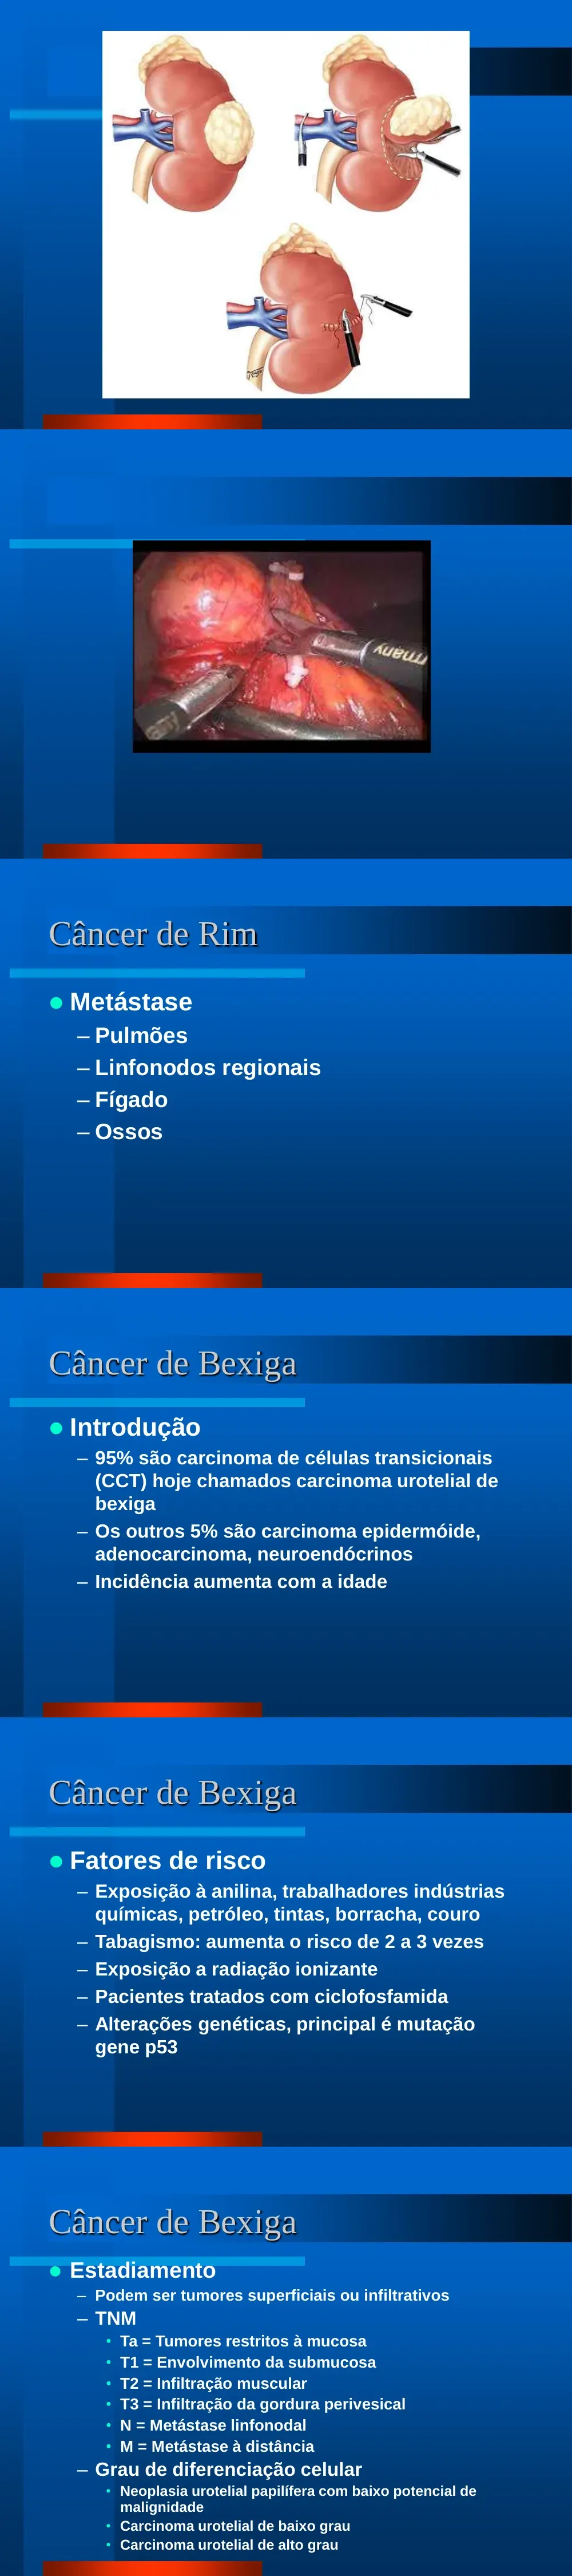 rmany
Câncer de Rim
● Metástase
– Pulmões
– Linfonodos regionais
– Fígado
– Ossos
Câncer de Bexiga
● Introdução
– 95% são carcinoma de células transicionais
(CCT) hoje chamados carcinoma urotelial de
bexiga
– Os outros 5% são carcinoma epidermóide,
adenocarcinoma, neuroendócrinos
– Incidência aumenta com a idade
Câncer de Bexiga
● Fatores de risco
– Exposição à anilina, trabalhadores indústrias
químicas, petróleo, tintas, borracha, couro
– Tabagismo: aumenta o risco de 2 a 3 vezes
– Exposição a radiação ionizante
– Pacientes tratados com ciclofosfamida
– Alterações genéticas, principal é mutação
gene p53
Câncer de Bexiga
● Estadiamento
– Podem ser tumores superficiais ou infiltrativos
– TNM
• Ta = Tumores restritos à mucosa
• T1 = Envolvimento da submucosa
• T2 = Infiltração muscular
• T3 = Infiltração da gordura perivesical
• N = Metástase linfonodal
• M = Metástase à distância
– Grau de diferenciação celular
• Neoplasia urotelial papilífera com baixo potencial de
malignidade
• Carcinoma urotelial de baixo grau
• Carcinoma urotelial de alto grau